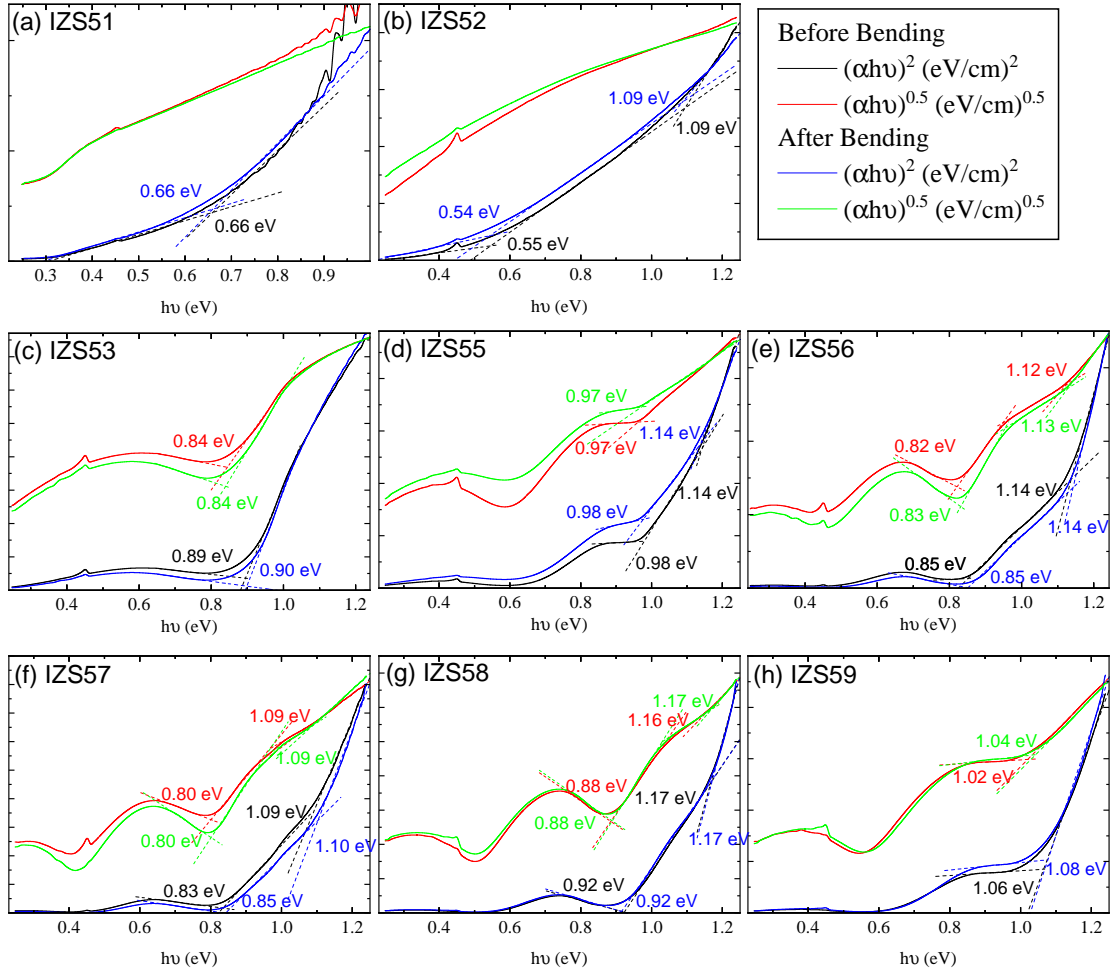 (a) IZS51
0.66 eV
0.66 eV
0.3 0.4 0.5 0.6 0.7 0.8 0.9
hυ (eV)
(b) IZS52
1.09 eV
1.09 eV
0.54 eV
0.55 eV
0.4 0.6 0.8 1.0 1.2
hυ (eV)
Before Bending
(αhυ)² (eV/cm)²
(αhυ)^0.5 (eV/cm)^0.5
After Bending
(αhυ)² (eV/cm)²
(αhυ)^0.5 (eV/cm)^0.5
(c) IZS53
0.84 eV
0.84 eV
0.89 eV
0.90 eV
0.4 0.6 0.8 1.0 1.2
hυ (eV)
(d) IZS55
0.97 eV
0.97 eV
1.14 eV
1.14 eV
0.98 eV
0.98 eV
0.4 0.6 0.8 1.0 1.2
hυ (eV)
(e) IZS56
1.12 eV
1.13 eV
0.82 eV
0.83 eV
1.14 eV
1.14 eV
0.85 eV
0.85 eV
0.4 0.6 0.8 1.0 1.2
hυ (eV)
(f) IZS57
1.09 eV
1.09 eV
0.80 eV
0.80 eV
1.09 eV
1.10 eV
0.83 eV
0.85 eV
0.4 0.6 0.8 1.0 1.2
hυ (eV)
(g) IZS58
1.17 eV
1.16 eV
0.88 eV
0.88 eV
1.17 eV
1.17 eV
0.92 eV
0.92 eV
0.4 0.6 0.8 1.0 1.2
hυ (eV)
(h) IZS59
1.04 eV
1.02 eV
1.08 eV
1.06 eV
0.4 0.6 0.8 1.0 1.2
hυ (eV)